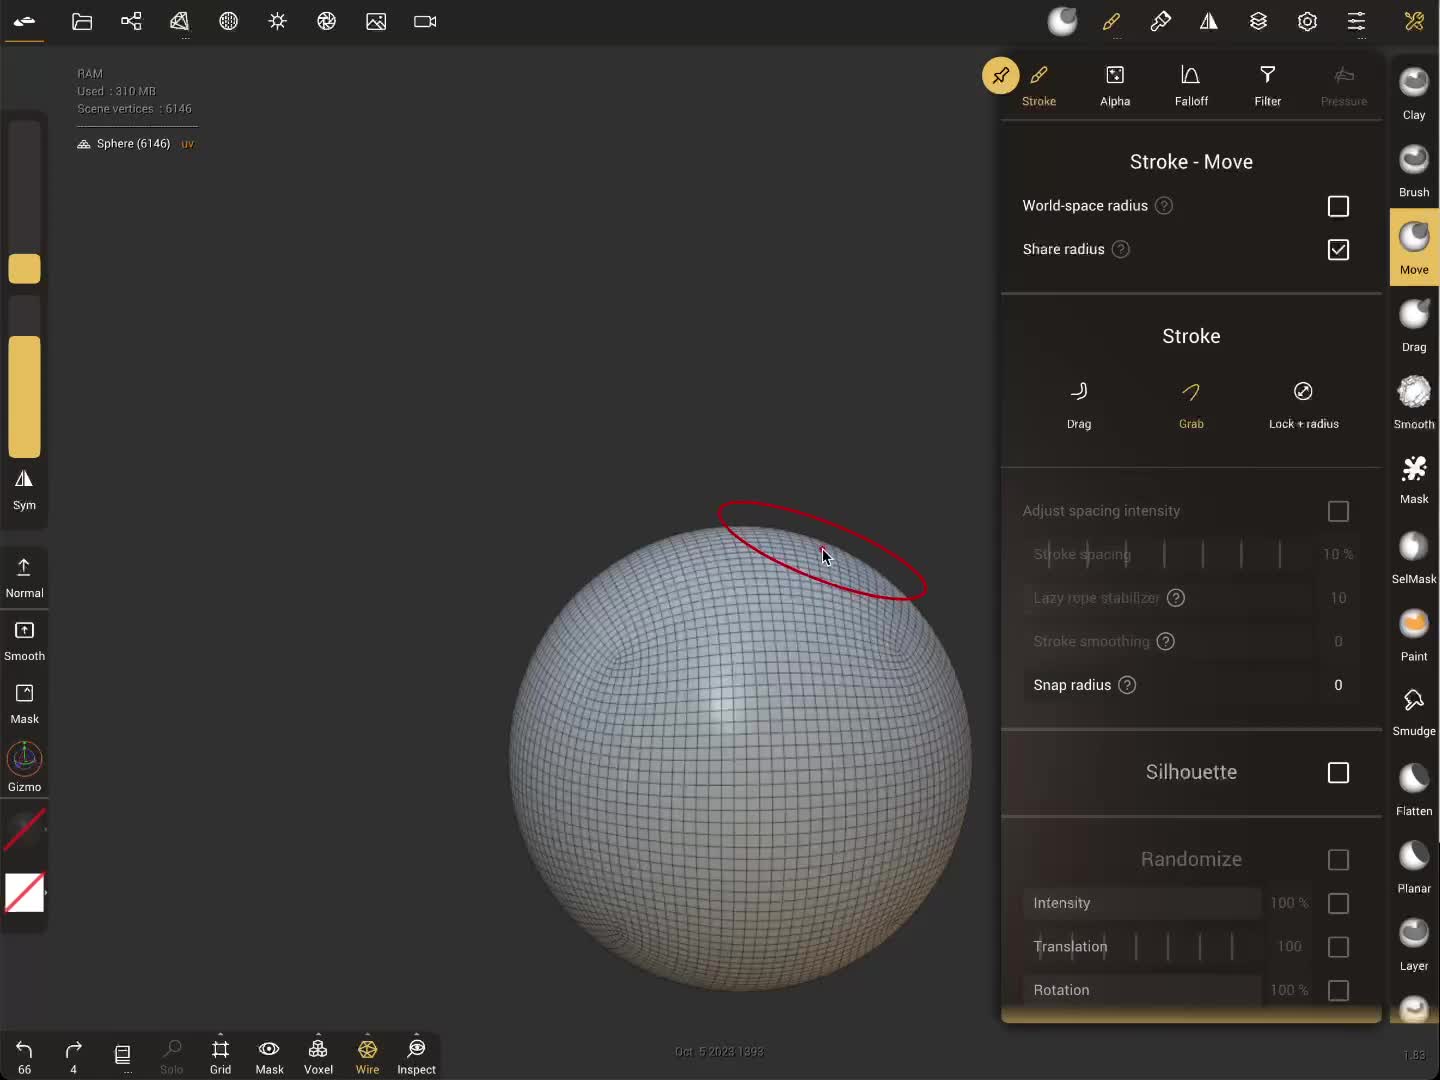 RAM
Used : 310 MB
Scene vertices : 6146
Sphere (6146) uv
Sym
Normal
Smooth
Mask
Gizmo
Stroke
Alpha
Falloff
Filter
Pressure
Stroke - Move
World-space radius ?
Share radius ?
Stroke
Drag
Grab
Lock + radius
Adjust spacing intensity
Stroke spacing 10 %
Lazy rope stabilizer ? 10
Stroke smoothing ? 0
Snap radius ? 0
Silhouette
Randomize
Intensity 100 %
Translation 100
Rotation 100 %
Clay
Brush
Move
Drag
Smooth
Mask
SelMask
Paint
Smudge
Flatten
Planar
Layer
66
4
...
Solo
Grid
Mask
Voxel
Wire
Inspect
Oct 5 2023 1393
1.83